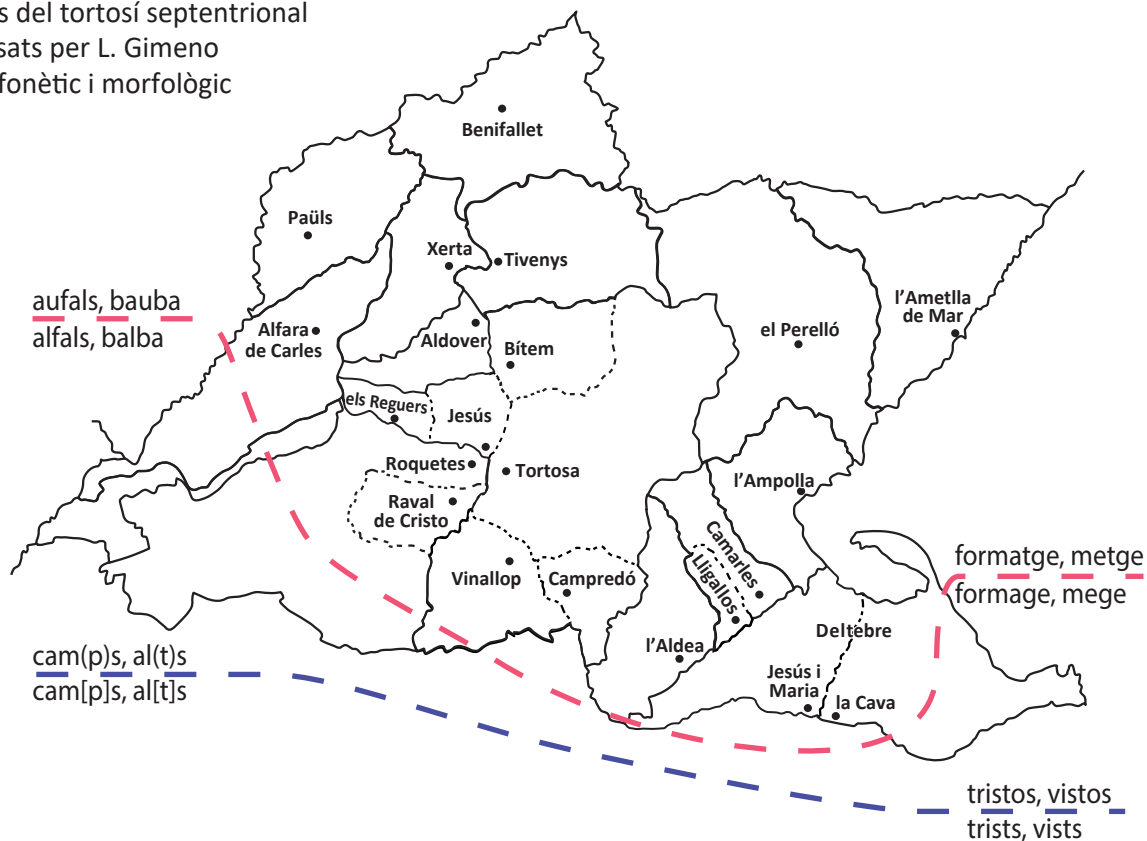 s del tortosí septentrional
sats per L. Gimeno
fonètic i morfològic
Benifallet
Paüls
Xerta
Tivenys
aufals, bauba
alfals, balba
Alfara
de Carles
Aldover
Bítem
el Perelló
l'Ametlla
de Mar
els Reguers
Jesús
Roquetes
Tortosa
Raval
de Cristo
l'Ampolla
Vinallop
Campredó
Camarles
Lligallos
formatge, metge
formage, mege
l'Aldea
Deltebre
cam(p)s, al(t)s
cam[p]s, al[t]s
Jesús i
Maria
la Cava
tristos, vistos
trists, vists